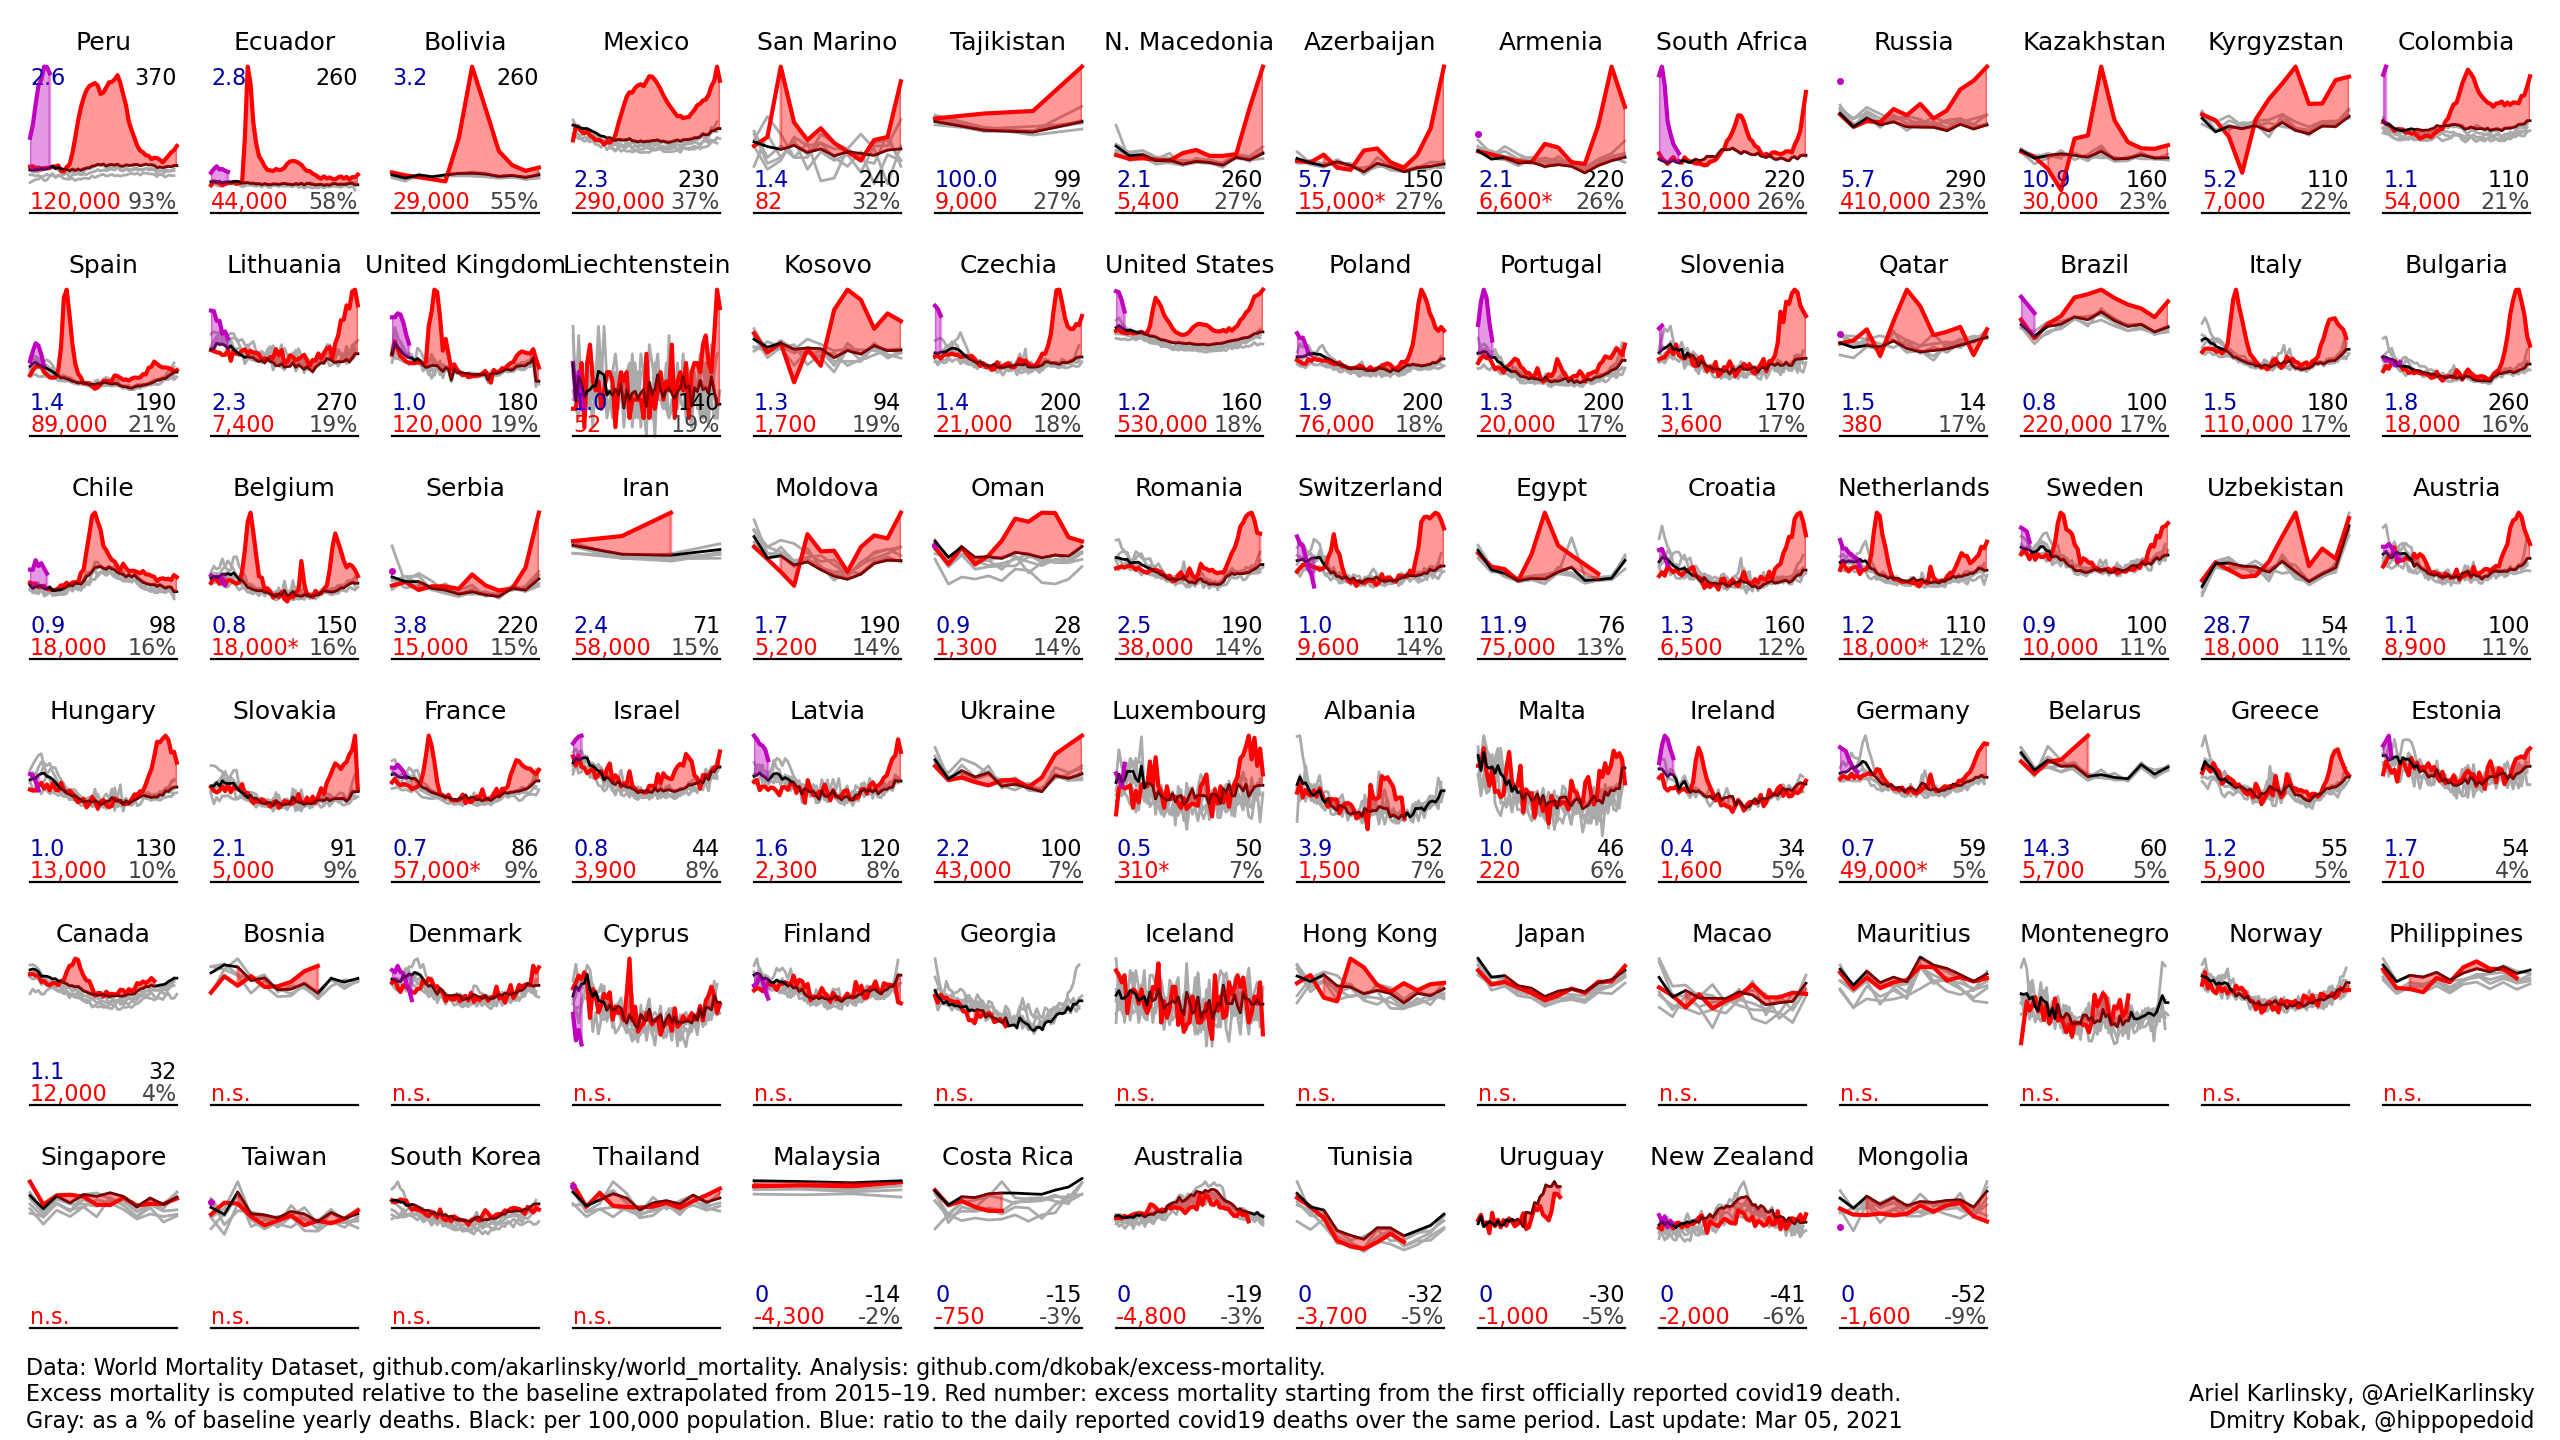 Peru Ecuador Bolivia Mexico San Marino Tajikistan N. Macedonia Azerbaijan Armenia South Africa Russia Kazakhstan Kyrgyzstan Colombia
2.6 370 2.8 260 3.2 260
2.3 230 1.4 240 100.0 99 2.1 260 5.7 150 2.1 220 2.6 220 5.7 290 10.9 160 5.2 110 1.1 110
120,000 93% 44,000 58% 29,000 55% 290,000 37% 82 32% 9,000 27% 5,400 27% 15,000* 27% 6,600* 26% 130,000 26% 410,000 23% 30,000 23% 7,000 22% 54,000 21%
Spain Lithuania United Kingdom Liechtenstein Kosovo Czechia United States Poland Portugal Slovenia Qatar Brazil Italy Bulgaria
1.4 190 2.3 270 1.0 180 1.0 140 1.3 94 1.4 200 1.2 160 1.9 200 1.3 200 1.1 170 1.5 14 0.8 100 1.5 180 1.8 260
89,000 21% 7,400 19% 120,000 19% 52 19% 1,700 19% 21,000 18% 530,000 18% 76,000 18% 20,000 17% 3,600 17% 380 17% 220,000 17% 110,000 17% 18,000 16%
Chile Belgium Serbia Iran Moldova Oman Romania Switzerland Egypt Croatia Netherlands Sweden Uzbekistan Austria
0.9 98 0.8 150 3.8 220 2.4 71 1.7 190 0.9 28 2.5 190 1.0 110 11.9 76 1.3 160 1.2 110 0.9 100 28.7 54 1.1 100
18,000 16% 18,000* 16% 15,000 15% 58,000 15% 5,200 14% 1,300 14% 38,000 14% 9,600 14% 75,000 13% 6,500 12% 18,000* 12% 10,000 11% 18,000 11% 8,900 11%
Hungary Slovakia France Israel Latvia Ukraine Luxembourg Albania Malta Ireland Germany Belarus Greece Estonia
1.0 130 2.1 91 0.7 86 0.8 44 1.6 120 2.2 100 0.5 50 3.9 52 1.0 46 0.4 34 0.7 59 14.3 60 1.2 55 1.7 54
13,000 10% 5,000 9% 57,000* 9% 3,900 8% 2,300 8% 43,000 7% 310* 7% 1,500 7% 220 6% 1,600 5% 49,000* 5% 5,700 5% 5,900 5% 710 4%
Canada Bosnia Denmark Cyprus Finland Georgia Iceland Hong Kong Japan Macao Mauritius Montenegro Norway Philippines
1.1 32
12,000 4% n.s. n.s. n.s. n.s. n.s. n.s. n.s. n.s. n.s. n.s. n.s. n.s. n.s.
Singapore Taiwan South Korea Thailand Malaysia Costa Rica Australia Tunisia Uruguay New Zealand Mongolia
0 -14 0 -15 0 -19 0 -32 0 -30 0 -41 0 -52
n.s. n.s. n.s. n.s. -4,300 -2% -750 -3% -4,800 -3% -3,700 -5% -1,000 -5% -2,000 -6% -1,600 -9%
Data: World Mortality Dataset, github.com/akarlinsky/world_mortality. Analysis: github.com/dkobak/excess-mortality.
Excess mortality is computed relative to the baseline extrapolated from 2015–19. Red number: excess mortality starting from the first officially reported covid19 death.
Gray: as a % of baseline yearly deaths. Black: per 100,000 population. Blue: ratio to the daily reported covid19 deaths over the same period. Last update: Mar 05, 2021
Ariel Karlinsky, @ArielKarlinsky
Dmitry Kobak, @hippopedoid